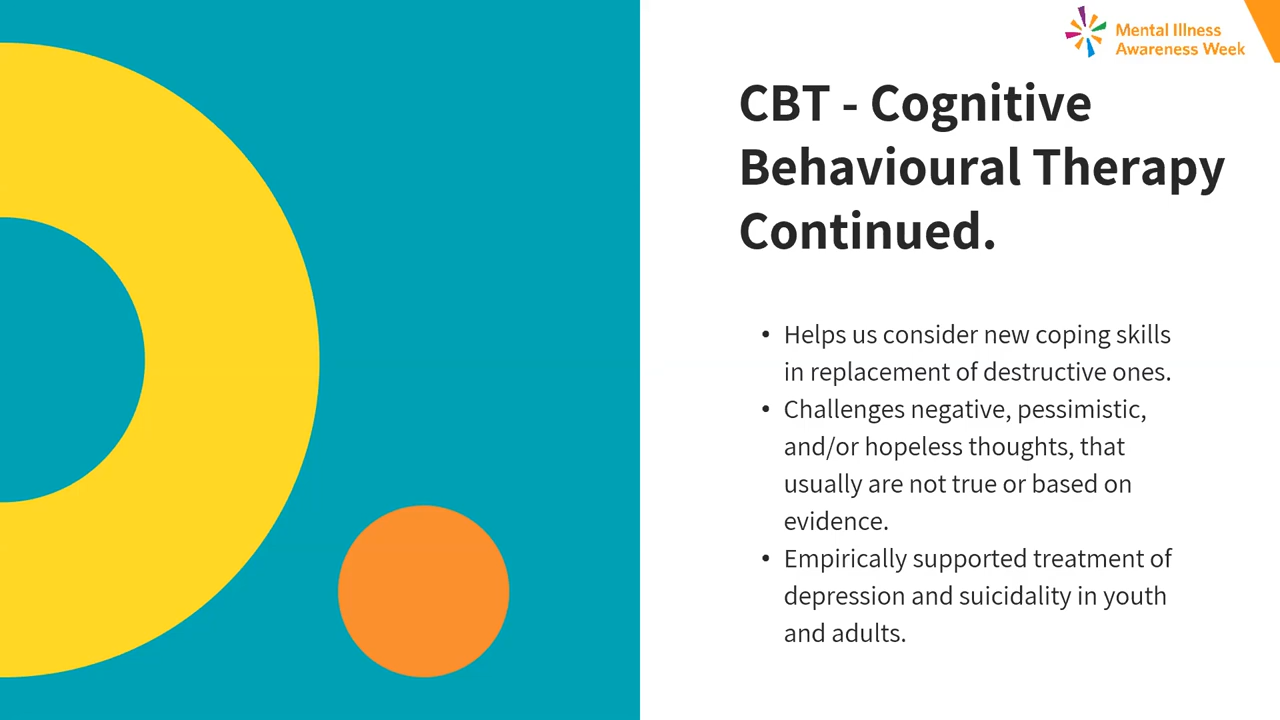 Mental Illness
Awareness Week
CBT - Cognitive
Behavioural Therapy
Continued.
• Helps us consider new coping skills
in replacement of destructive ones.
• Challenges negative, pessimistic,
and/or hopeless thoughts, that
usually are not true or based on
evidence.
• Empirically supported treatment of
depression and suicidality in youth
and adults.